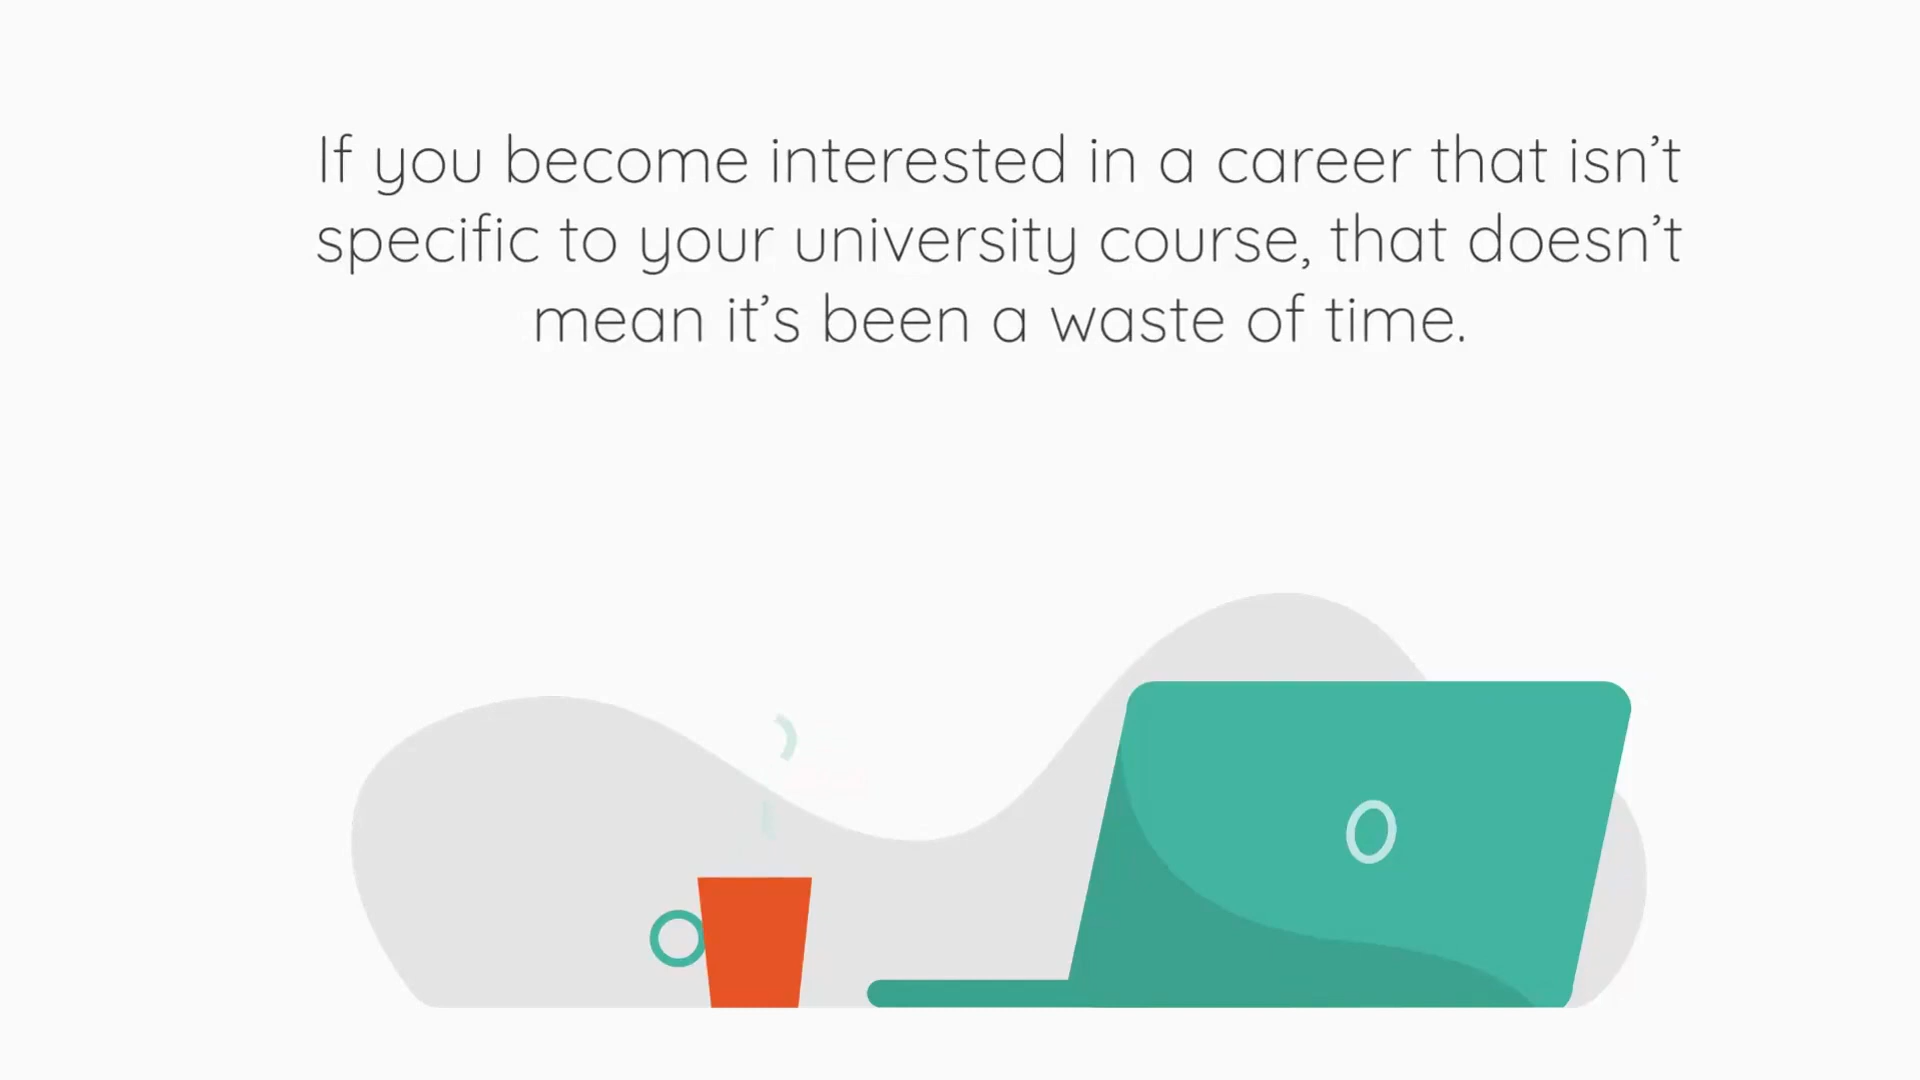 If you become interested in a career that isn’t
specific to your university course, that doesn’t
mean it’s been a waste of time.